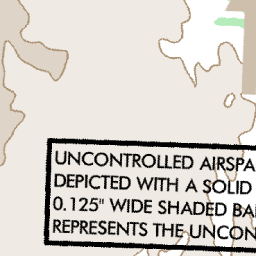 UNCONTROLLED AIRSPA
DEPICTED WITH A SOLID
0.125" WIDE SHADED BA
REPRESENTS THE UNCON